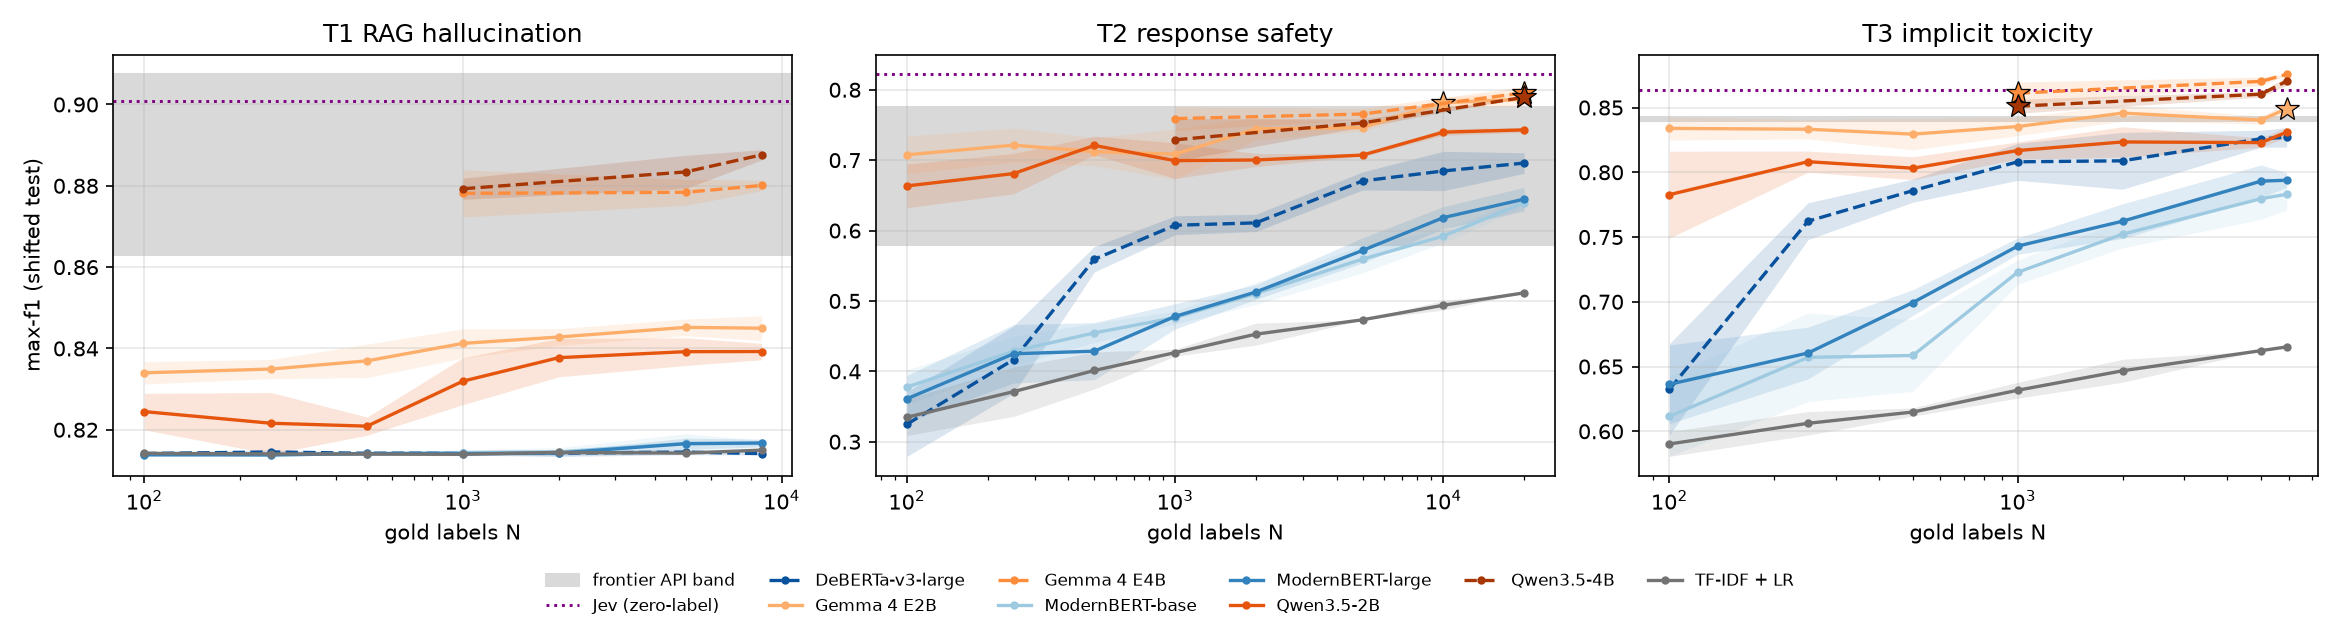 T1 RAG hallucination
max-f1 (shifted test)
0.90
0.88
0.86
0.84
0.82
10²
10³
10⁴
gold labels N
T2 response safety
0.8
0.7
0.6
0.5
0.4
0.3
10²
10³
10⁴
gold labels N
T3 implicit toxicity
0.85
0.80
0.75
0.70
0.65
0.60
10²
10³
gold labels N
frontier API band
Jev (zero-label)
DeBERTa-v3-large
Gemma 4 E2B
Gemma 4 E4B
ModernBERT-base
ModernBERT-large
Qwen3.5-2B
Qwen3.5-4B
TF-IDF + LR